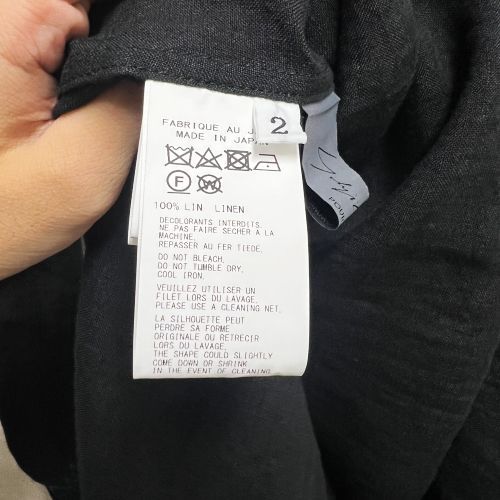 FABRIQUE AU J
2
MADE IN JAPAN
F
W
100% LIN LINEN
DECOLORANTS INTERDITS.
NE PAS FAIRE SECHER A LA
MACHINE.
REPASSER AU FER TIEDE.
DO NOT BLEACH.
DO NOT TUMBLE DRY.
COOL IRON.
VEUILLEZ UTILISER UN
FILET LORS DU LAVAGE.
PLEASE USE A CLEANING NET.
LA SILHOUETTE PEUT
PERDRE SA FORME
ORIGINALE OU RETRECIR
LORS DU LAVAGE.
THE SHAPE COULD SLIGHTLY
COME DOWN OR SHRINK
IN THE EVENT OF CLEANING.